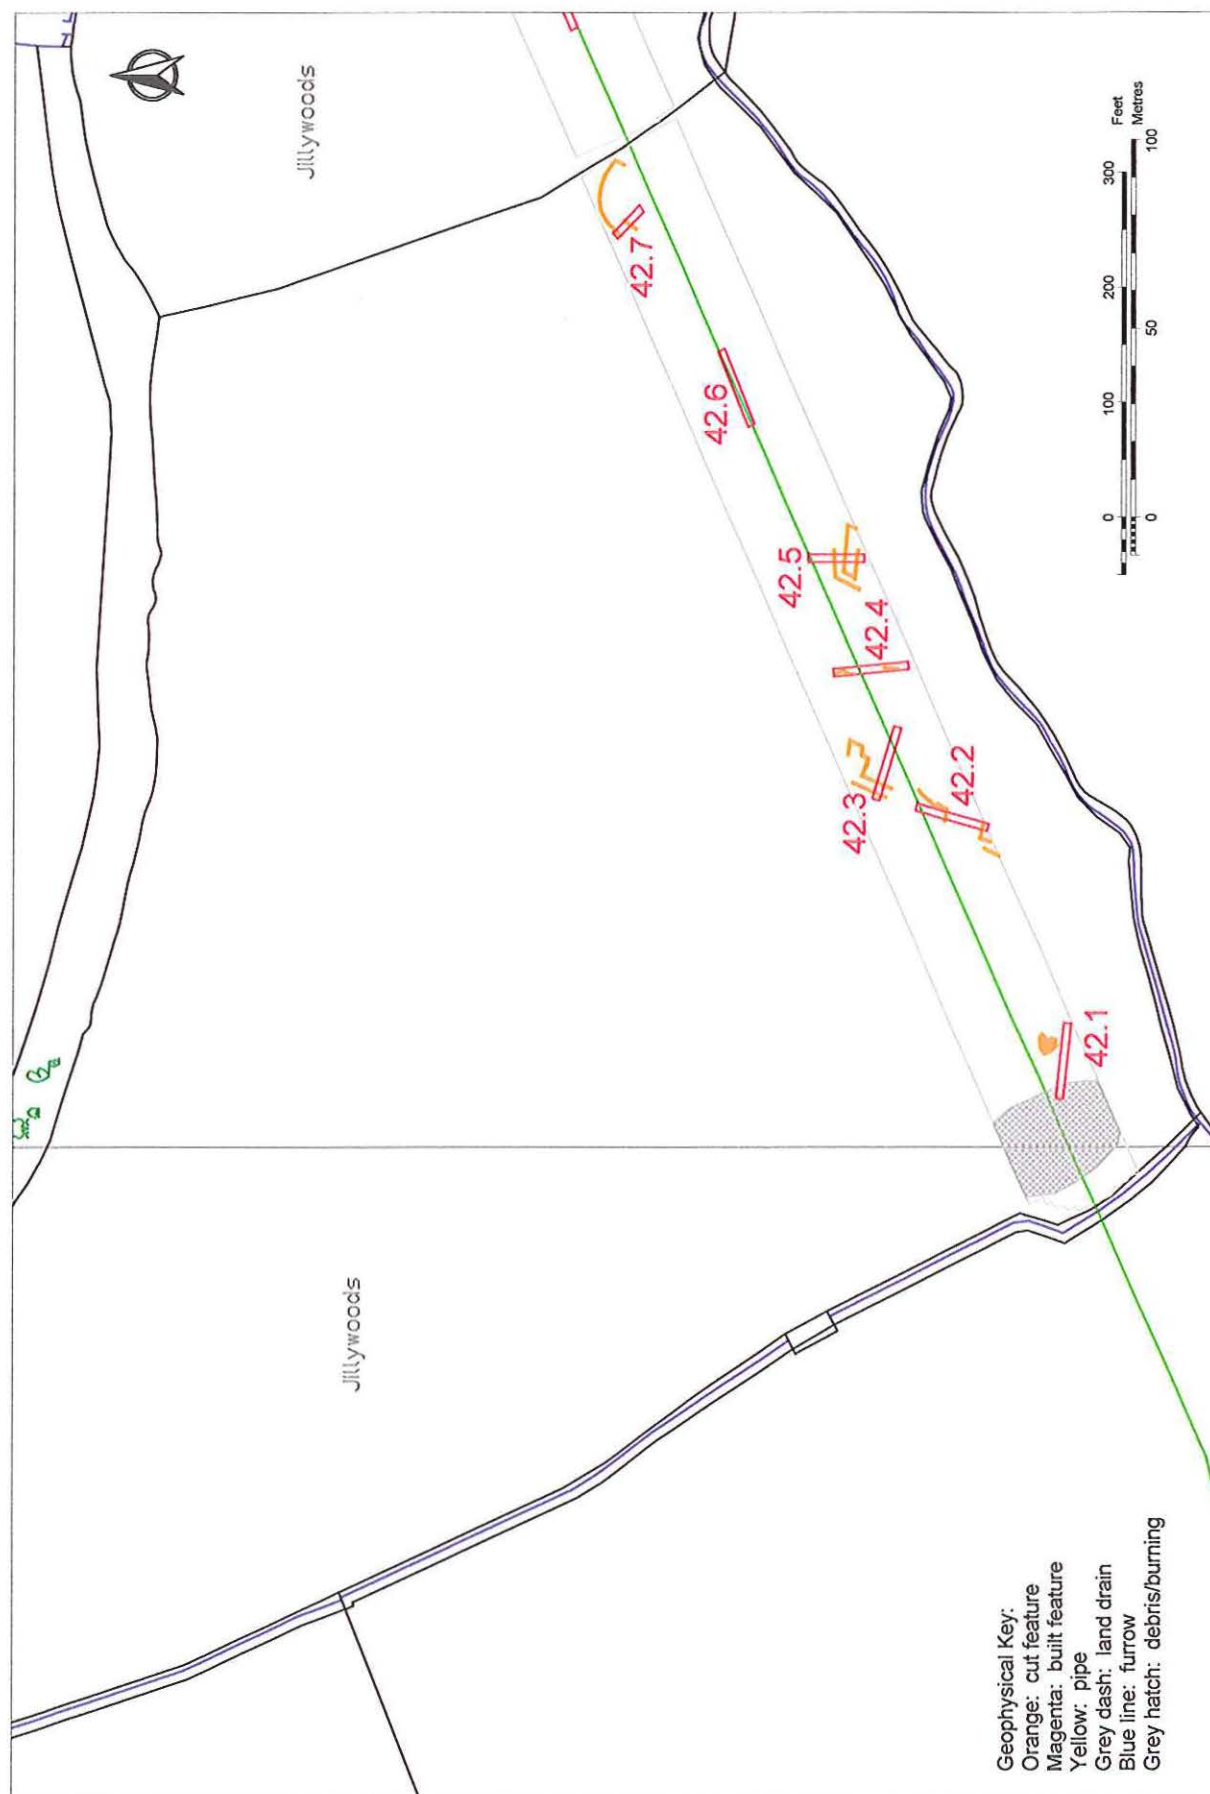 Jillywoods
Jillywoods
42.7
42.6
42.5
42.4
42.3
42.2
42.1
Feet
0 100 200 300
Metres
0 50 100
Geophysical Key:
Orange: cut feature
Magenta: built feature
Yellow: pipe
Grey dash: land drain
Blue line: furrow
Grey hatch: debris/burning